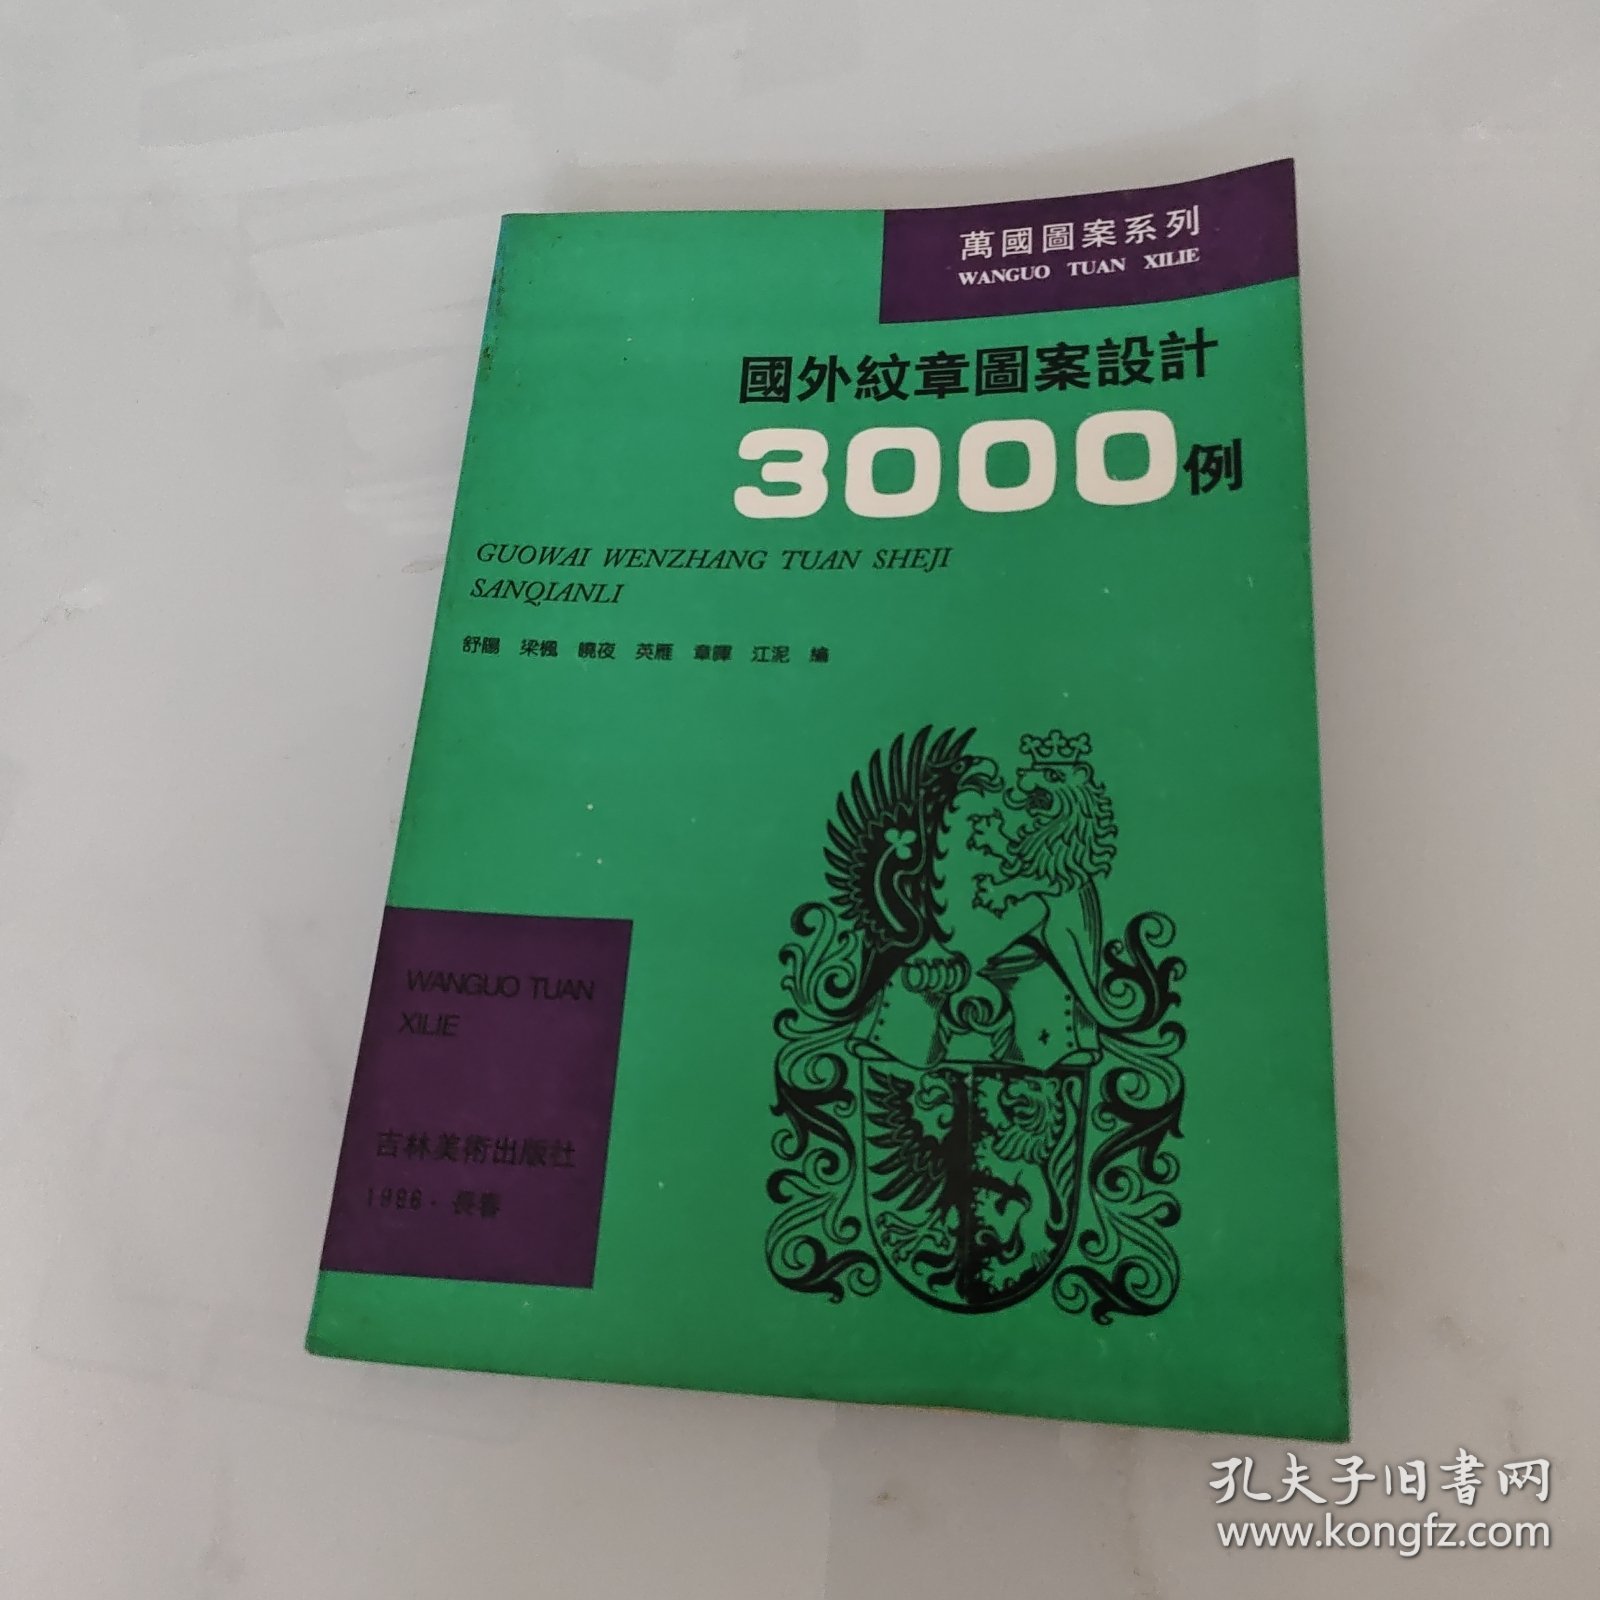 萬國圖案系列
WANGUO TUAN XILIE
國外紋章圖案設計
3000例
GUOWAI WENZHANG TUAN SHEJI
SANQIANLI
舒陽 梁楓 曉夜 英雁 章暉 江泥 編
WANGUO TUAN
XILIE
吉林美術出版社
1986·長春
孔夫子旧书网
www.kongfz.com